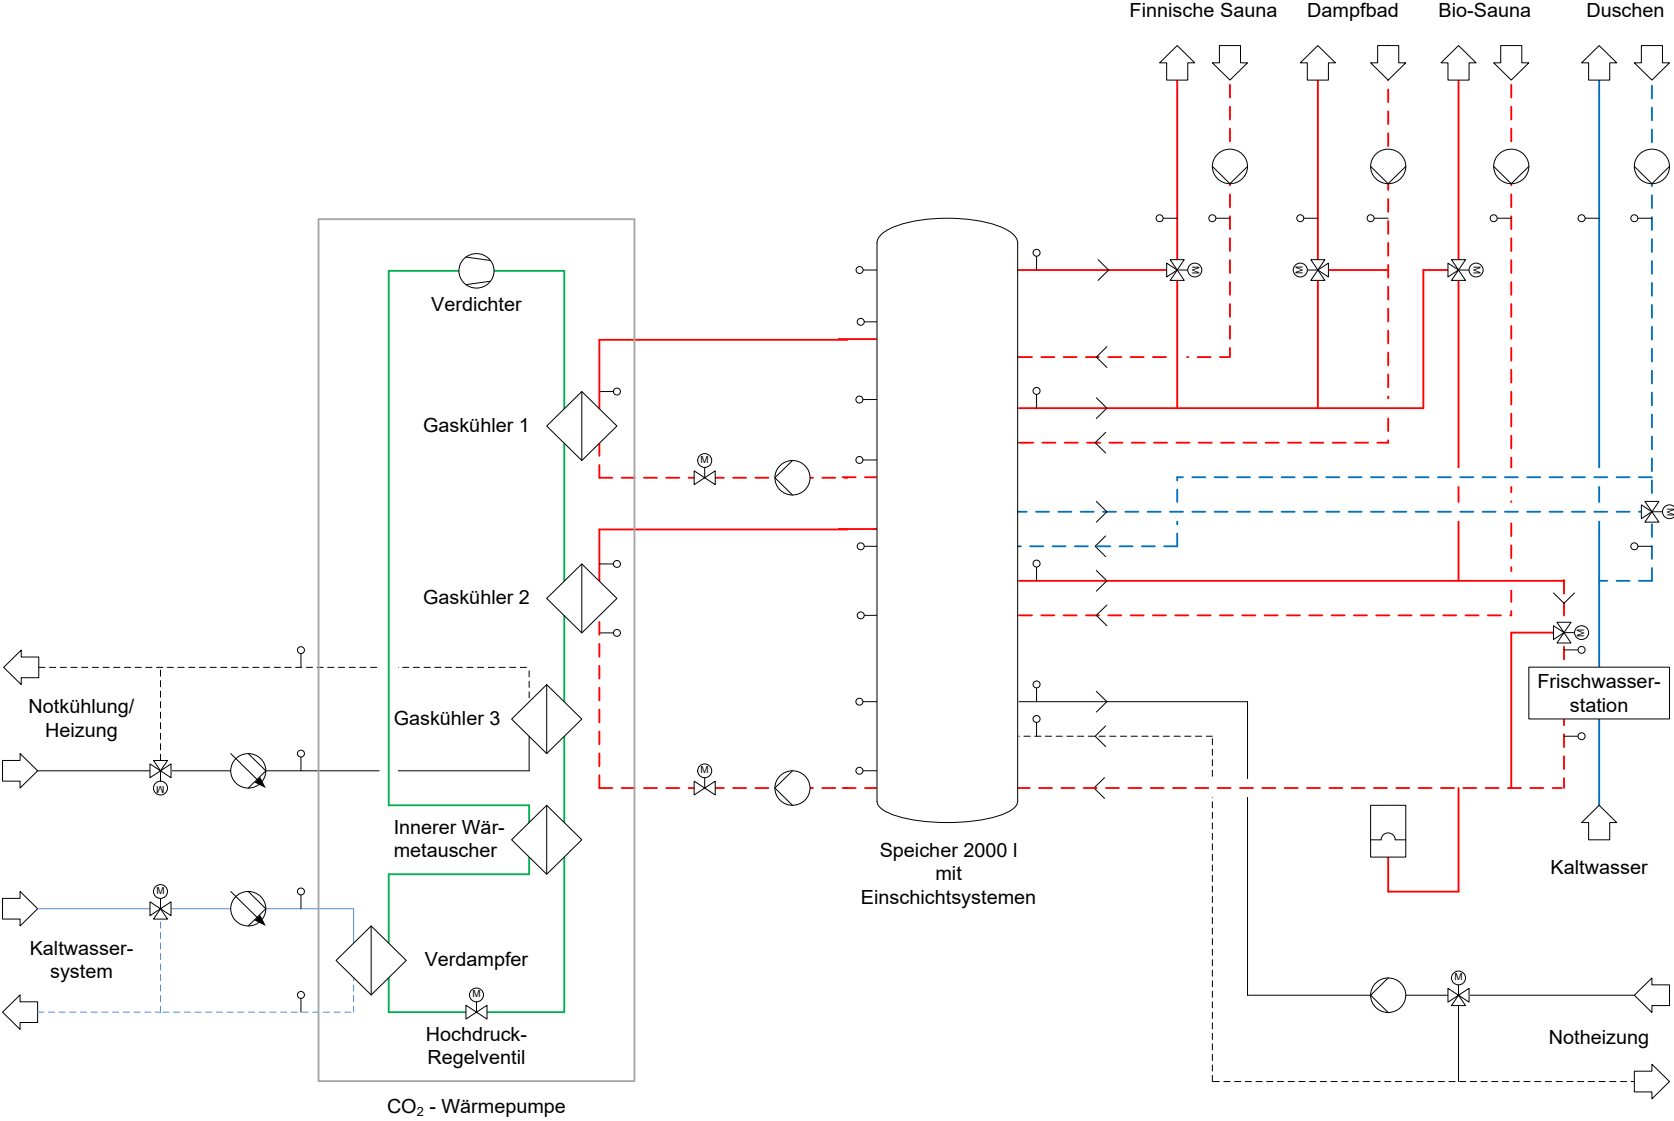 Finnische Sauna
Dampfbad
Bio-Sauna
Duschen
Verdichter
Gaskühler 1
Gaskühler 2
Gaskühler 3
Notkühlung/
Heizung
M
M
M
M
M
M
M
M
M
M
M
M
Innerer Wär-
metauscher
Verdampfer
Kaltwasser-
system
Hochdruck-
Regelventil
CO₂ - Wärmepumpe
Speicher 2000 l
mit
Einschichtsystemen
Frischwasser-
station
Kaltwasser
Notheizung